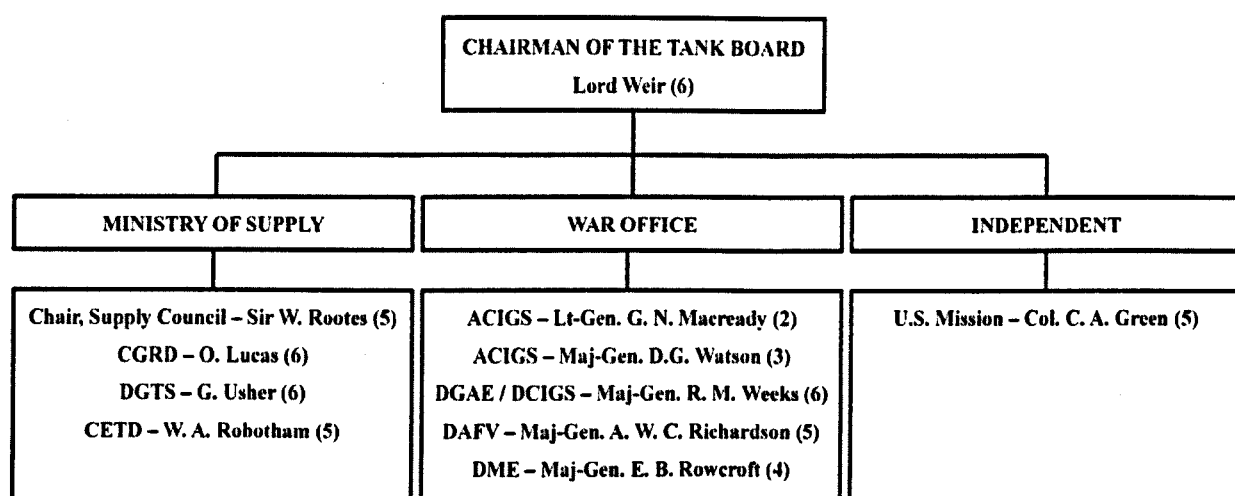 CHAIRMAN OF THE TANK BOARD
Lord Weir (6)
MINISTRY OF SUPPLY
Chair, Supply Council – Sir W. Rootes (5)
CGRD – O. Lucas (6)
DGTS – G. Usher (6)
CETD – W. A. Robotham (5)
WAR OFFICE
ACIGS – Lt-Gen. G. N. Macready (2)
ACIGS – Maj-Gen. D.G. Watson (3)
DGAE / DCIGS – Maj-Gen. R. M. Weeks (6)
DAFV – Maj-Gen. A. W. C. Richardson (5)
DME – Maj-Gen. E. B. Rowcroft (4)
INDEPENDENT
U.S. Mission – Col. C. A. Green (5)